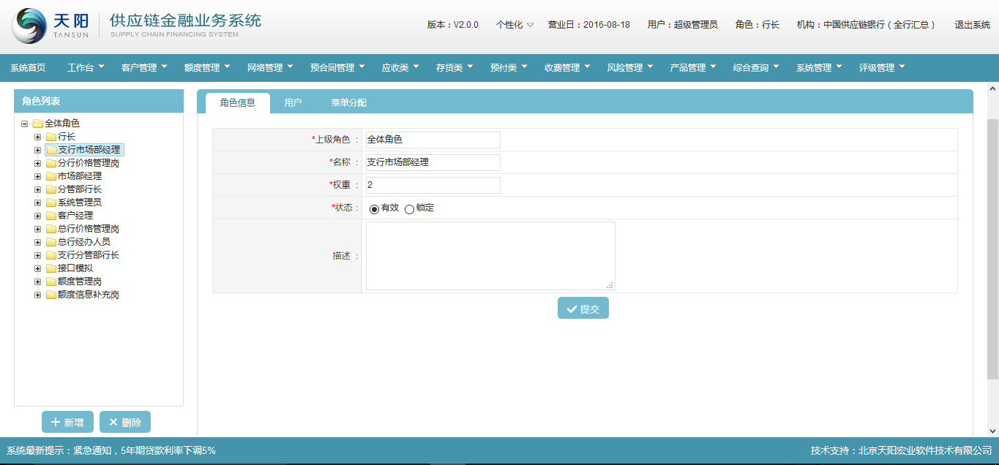 天阳 供应链金融业务系统
TANSUN SUPPLY CHAIN FINANCING SYSTEM
版本：V2.0.0 个性化 营业日：2016-08-18 用户：超级管理员 角色：行长 机构：中国供应链银行（全行汇总） 退出系统
系统首页 工作台 客户管理 额度管理 网络管理 预合同管理 应收类 存货类 预付类 收费管理 风险管理 产品管理 综合查询 系统管理 评级管理
角色列表
全体角色
行长
支行市场部经理
分行价格管理岗
市场部经理
分管部行长
系统管理员
客户经理
总行价格管理岗
总行经办人员
支行分管部行长
接口模拟
额度管理岗
额度信息补充岗
新增 删除
角色信息 用户 菜单分配
*上级角色： 全体角色
*名称： 支行市场部经理
*权重： 2
*状态： 有效 锁定
描述：
提交
系统最新提示：紧急通知，5年期贷款利率下调5% 技术支持：北京天阳宏业软件技术有限公司